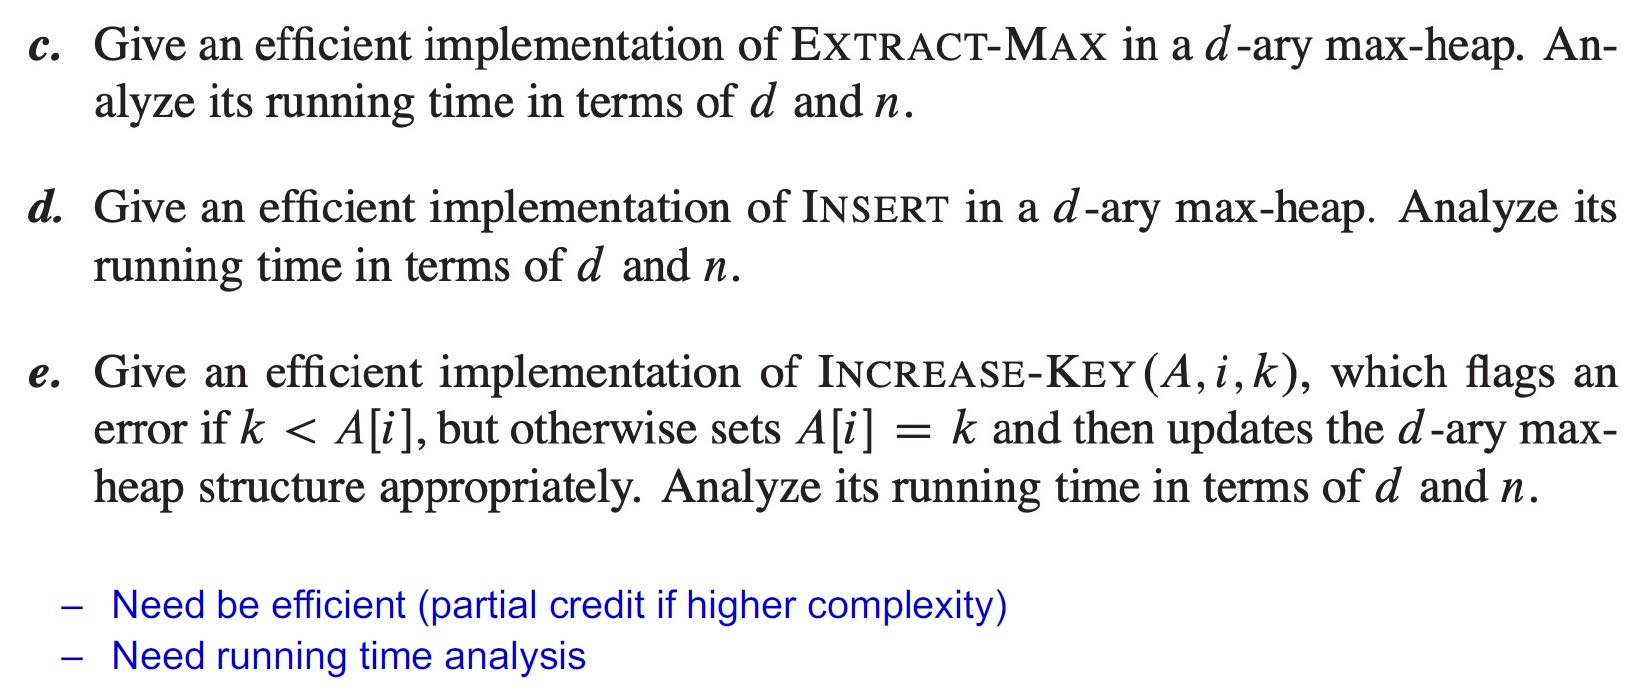 c. Give an efficient implementation of EXTRACT-MAX in a d-ary max-heap. An-
alyze its running time in terms of d and n.
d. Give an efficient implementation of INSERT in a d-ary max-heap. Analyze its
running time in terms of d and n.
e. Give an efficient implementation of INCREASE-KEY(A, i, k), which flags an
error if k < A[i], but otherwise sets A[i] = k and then updates the d-ary max-
heap structure appropriately. Analyze its running time in terms of d and n.
– Need be efficient (partial credit if higher complexity)
– Need running time analysis